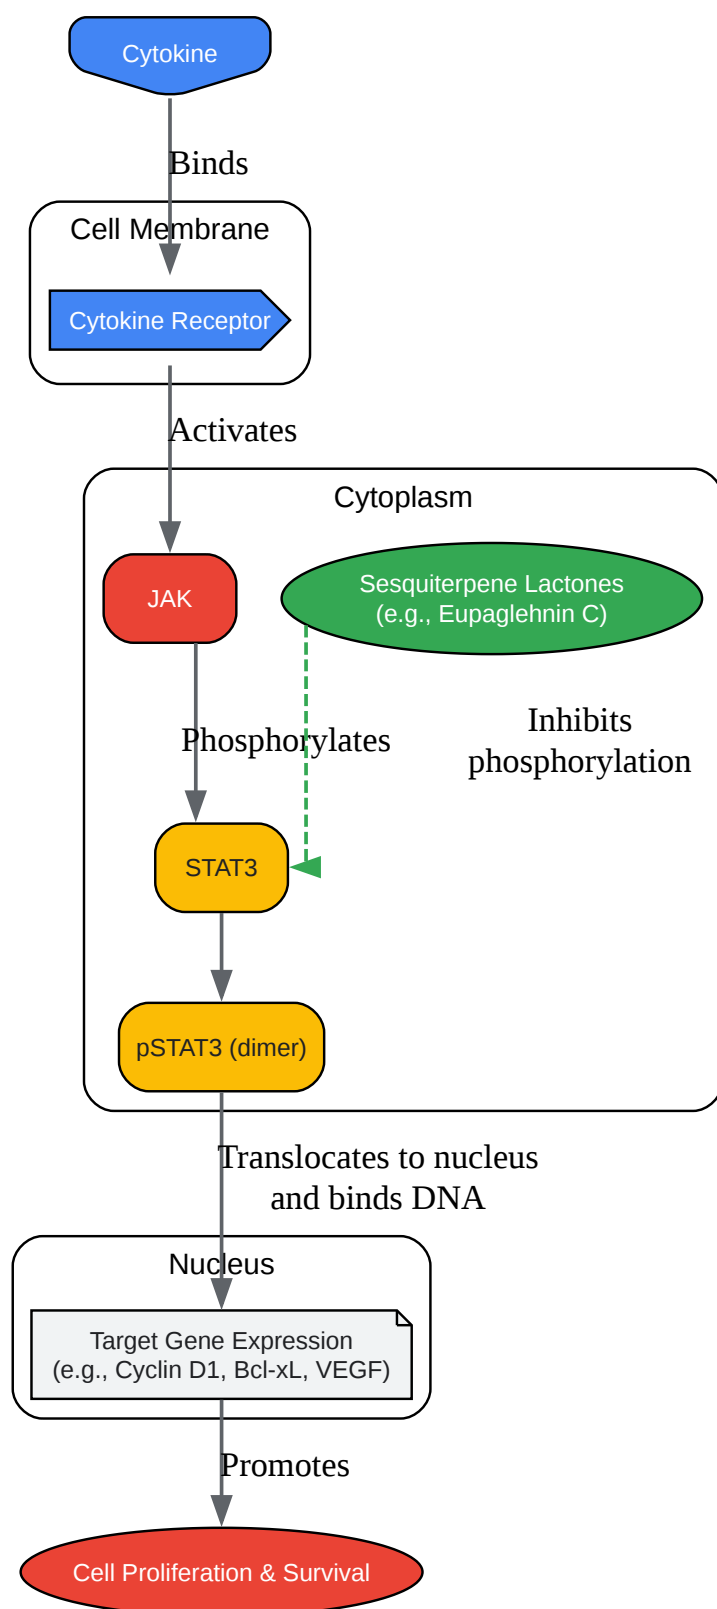 Cytokine
Binds
Cell Membrane
Cytokine Receptor
Activates
Cytoplasm
JAK
Sesquiterpene Lactones
(e.g., Eupaglehnin C)
Phosphorylates
Inhibits
phosphorylation
STAT3
pSTAT3 (dimer)
Translocates to nucleus
and binds DNA
Nucleus
Target Gene Expression
(e.g., Cyclin D1, Bcl-xL, VEGF)
Promotes
Cell Proliferation & Survival